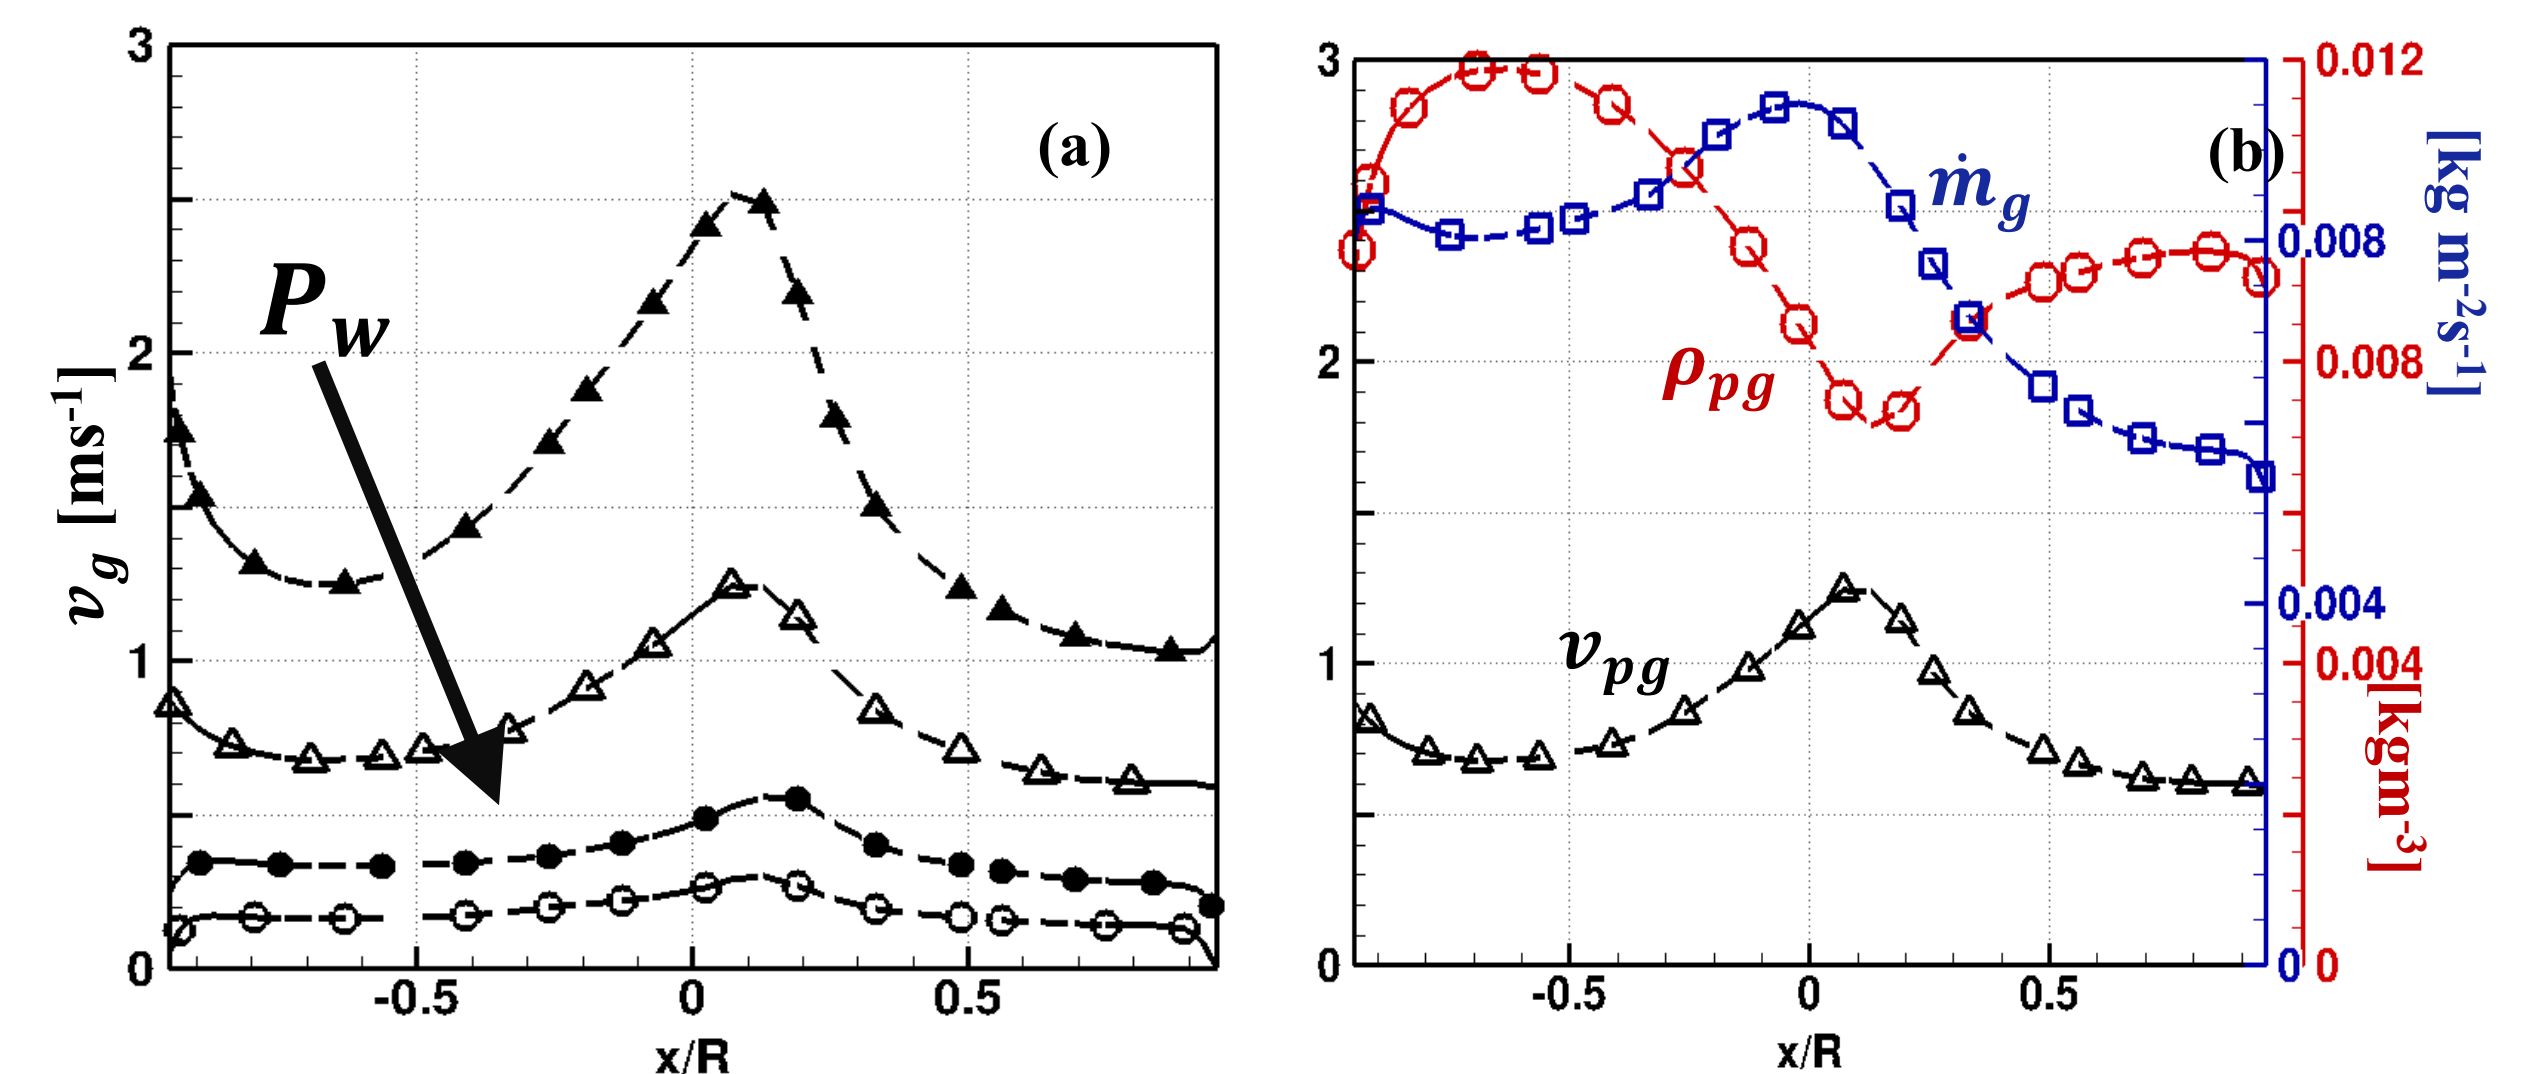 3
2
1
0
-0.5
0
0.5
x/R
v_g [ms^-1]
P_w
(a)
3
2
1
0
-0.5
0
0.5
x/R
(b)
ṁ_g
ρ_pg
v_pg
0.008
0.004
0
[kg m^-2 s^-1]
0.012
0.008
0.004
0
[kgm^-3]